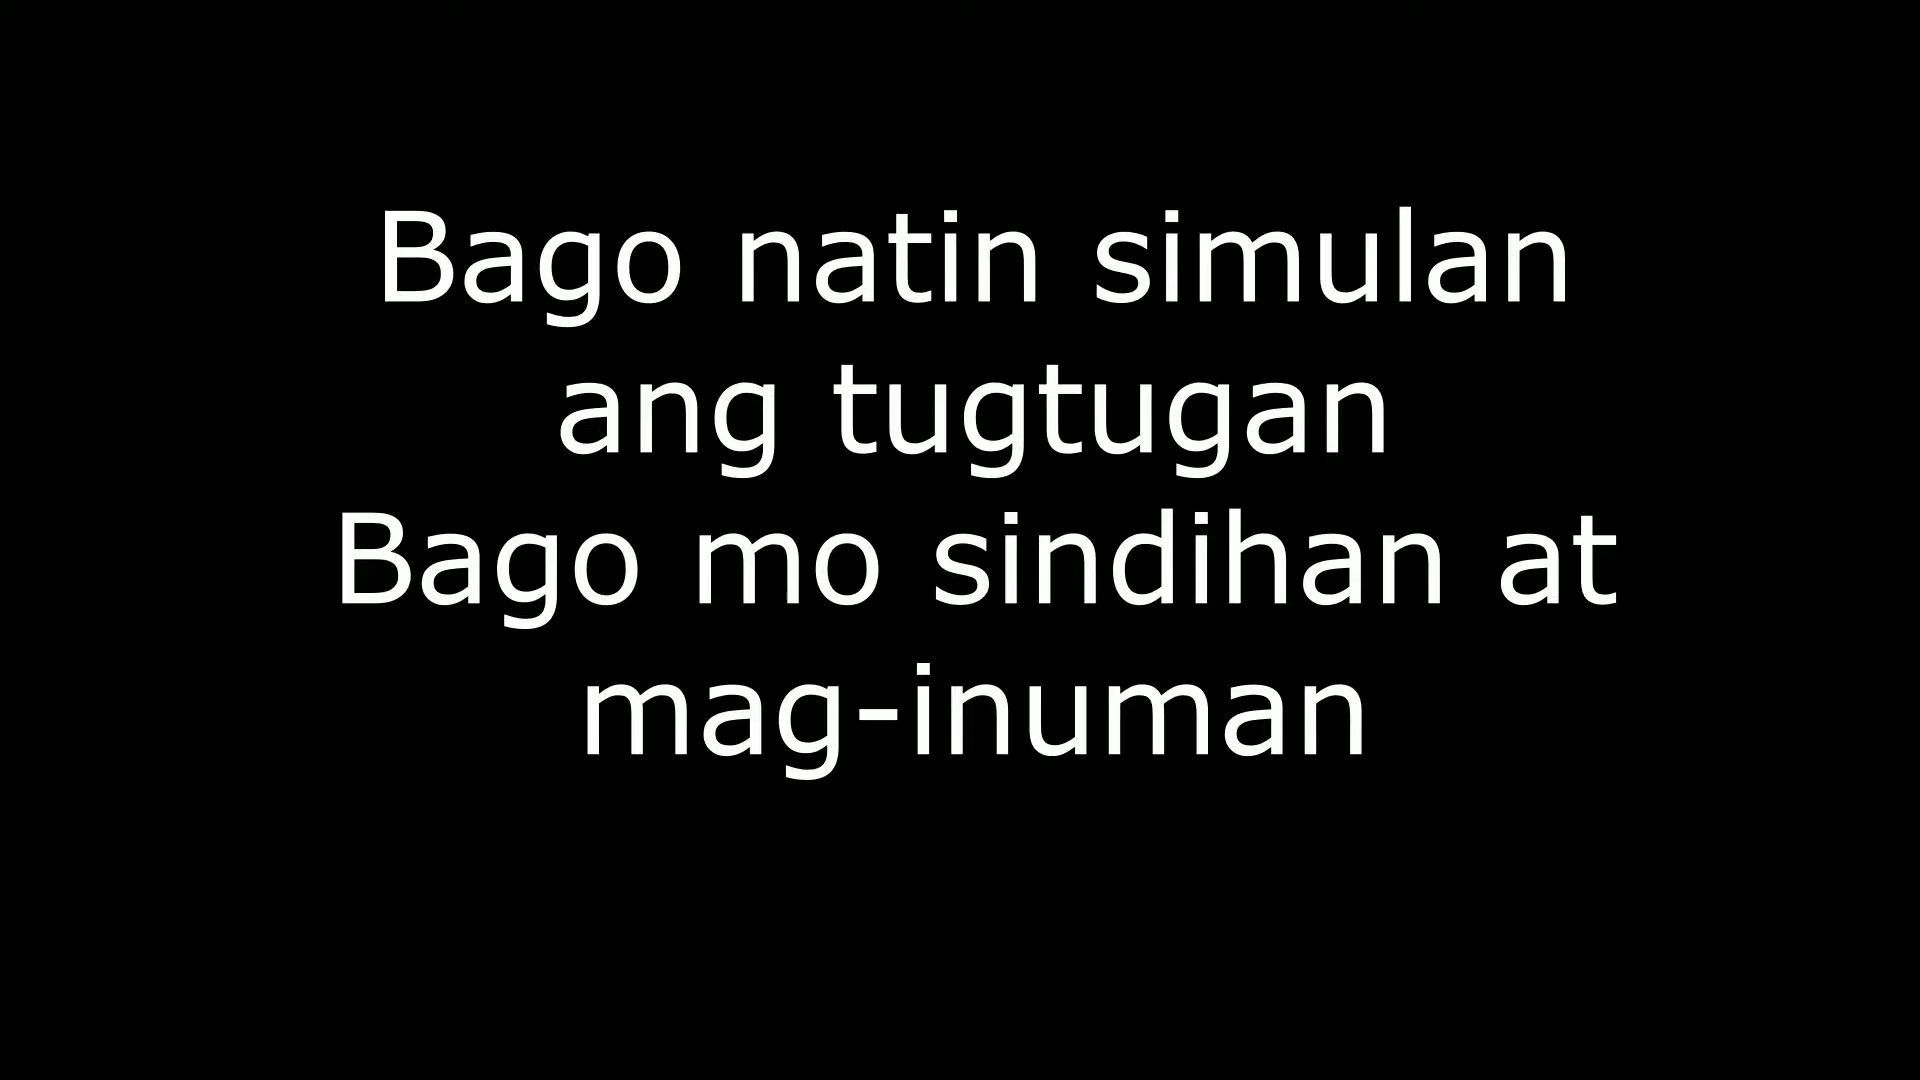 Bago natin simulan
ang tugtugan
Bago mo sindihan at
mag-inuman